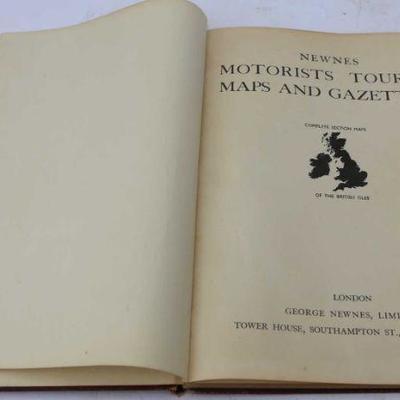 NEWNES
MOTORISTS TOUR
MAPS AND GAZETT
COMPLETE SECTION MAPS
OF THE BRITISH ISLES
LONDON
GEORGE NEWNES, LIMI
TOWER HOUSE, SOUTHAMPTON ST.,